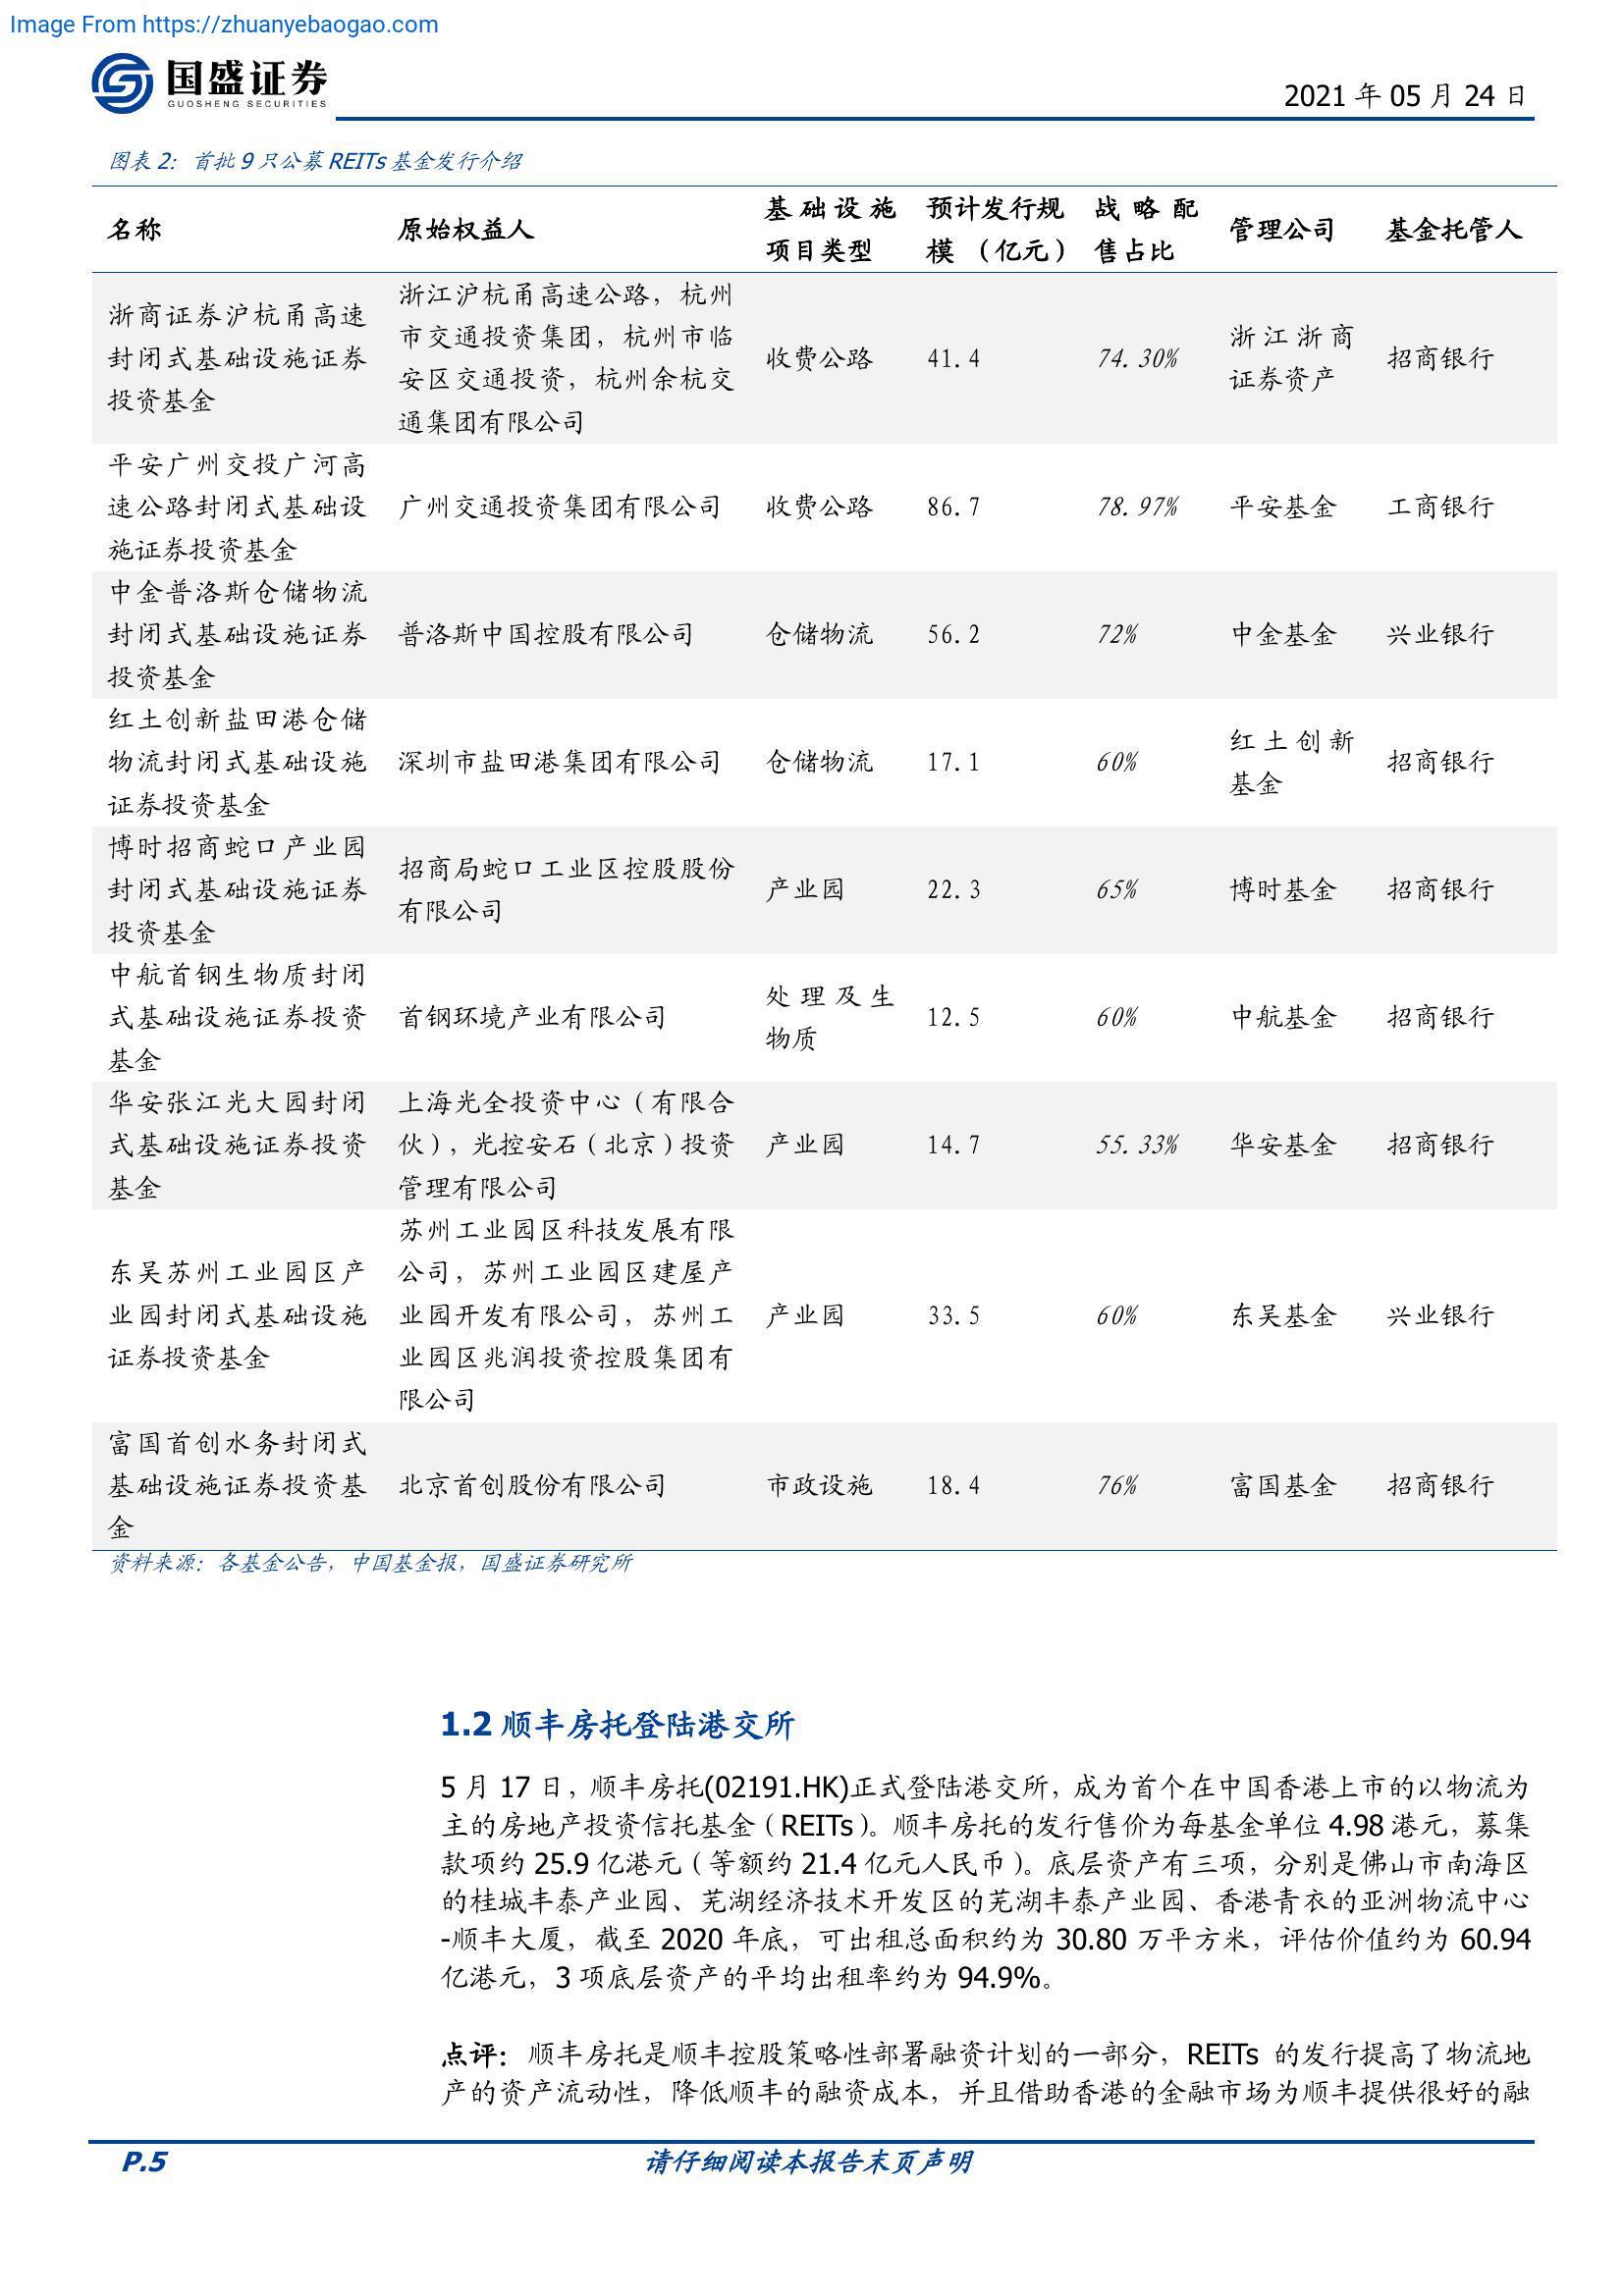 Image From https://zhuanyebaogao.com
国盛证券
GUOSHENG SECURITIES
2021 年 05 月 24 日
图表 2: 首批 9 只公募 REITs 基金发行介绍
名称 原始权益人 基础设施项目类型 预计发行规模 （亿元） 战略配售占比 管理公司 基金托管人
浙商证券沪杭甬高速封闭式基础设施证券投资基金 浙江沪杭甬高速公路，杭州市交通投资集团，杭州市临安区交通投资，杭州余杭交通集团有限公司 收费公路 41.4 74.30% 浙江浙商证券资产 招商银行
平安广州交投广河高速公路封闭式基础设施证券投资基金 广州交通投资集团有限公司 收费公路 86.7 78.97% 平安基金 工商银行
中金普洛斯仓储物流封闭式基础设施证券投资基金 普洛斯中国控股有限公司 仓储物流 56.2 72% 中金基金 兴业银行
红土创新盐田港仓储物流封闭式基础设施证券投资基金 深圳市盐田港集团有限公司 仓储物流 17.1 60% 红土创新基金 招商银行
博时招商蛇口产业园封闭式基础设施证券投资基金 招商局蛇口工业区控股股份有限公司 产业园 22.3 65% 博时基金 招商银行
中航首钢生物质封闭式基础设施证券投资基金 首钢环境产业有限公司 处理及生物质 12.5 60% 中航基金 招商银行
华安张江光大园封闭式基础设施证券投资基金 上海光全投资中心（有限合伙），光控安石（北京）投资管理有限公司 产业园 14.7 55.33% 华安基金 招商银行
东吴苏州工业园区产业园封闭式基础设施证券投资基金 苏州工业园区科技发展有限公司，苏州工业园区建屋产业园开发有限公司，苏州工业园区兆润投资控股集团有限公司 产业园 33.5 60% 东吴基金 兴业银行
富国首创水务封闭式基础设施证券投资基金 北京首创股份有限公司 市政设施 18.4 76% 富国基金 招商银行
资料来源：各基金公告，中国基金报，国盛证券研究所
1.2 顺丰房托登陆港交所
5 月 17 日，顺丰房托(02191.HK)正式登陆港交所，成为首个在中国香港上市的以物流为
主的房地产投资信托基金（REITs）。顺丰房托的发行售价为每基金单位 4.98 港元，募集
款项约 25.9 亿港元（等额约 21.4 亿元人民币）。底层资产有三项，分别是佛山市南海区
的桂城丰泰产业园、芜湖经济技术开发区的芜湖丰泰产业园、香港青衣的亚洲物流中心
-顺丰大厦，截至 2020 年底，可出租总面积约为 30.80 万平方米，评估价值约为 60.94
亿港元，3 项底层资产的平均出租率约为 94.9%。
点评：顺丰房托是顺丰控股策略性部署融资计划的一部分，REITs 的发行提高了物流地
产的资产流动性，降低顺丰的融资成本，并且借助香港的金融市场为顺丰提供很好的融
P.5
请仔细阅读本报告末页声明